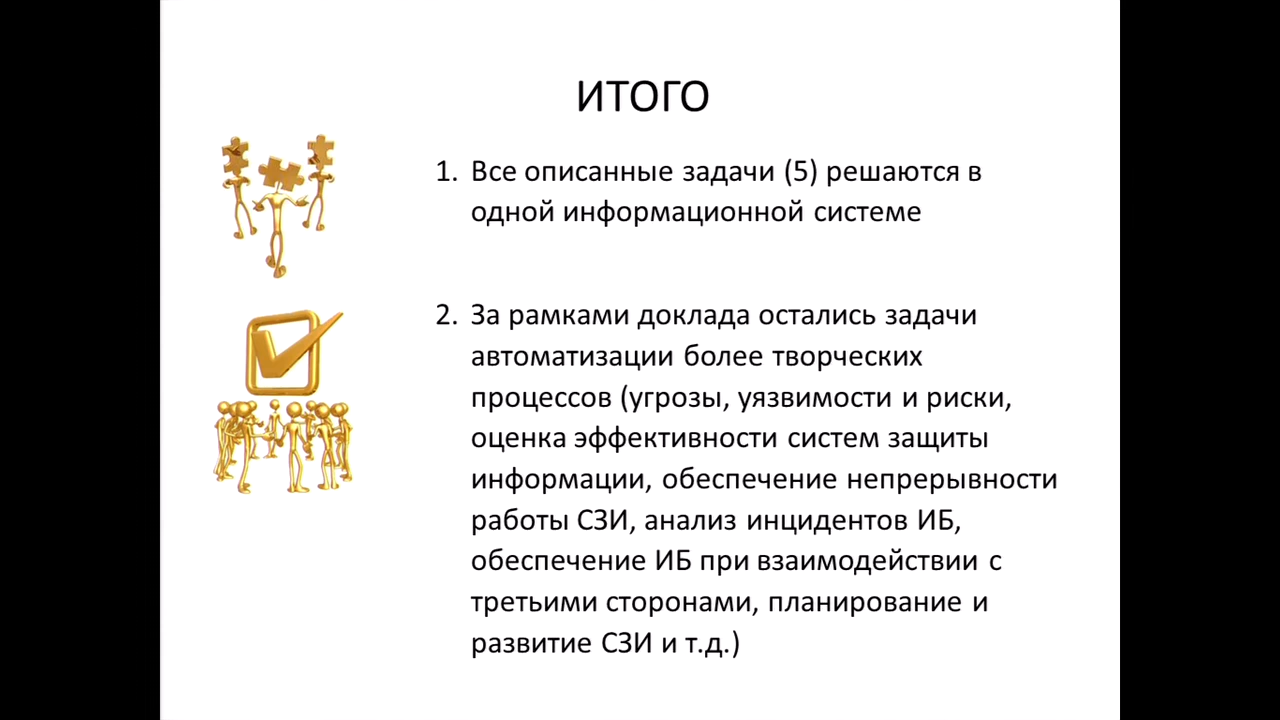 ИТОГО
1. Все описанные задачи (5) решаются в
одной информационной системе
2. За рамками доклада остались задачи
автоматизации более творческих
процессов (угрозы, уязвимости и риски,
оценка эффективности систем защиты
информации, обеспечение непрерывности
работы СЗИ, анализ инцидентов ИБ,
обеспечение ИБ при взаимодействии с
третьими сторонами, планирование и
развитие СЗИ и т.д.)